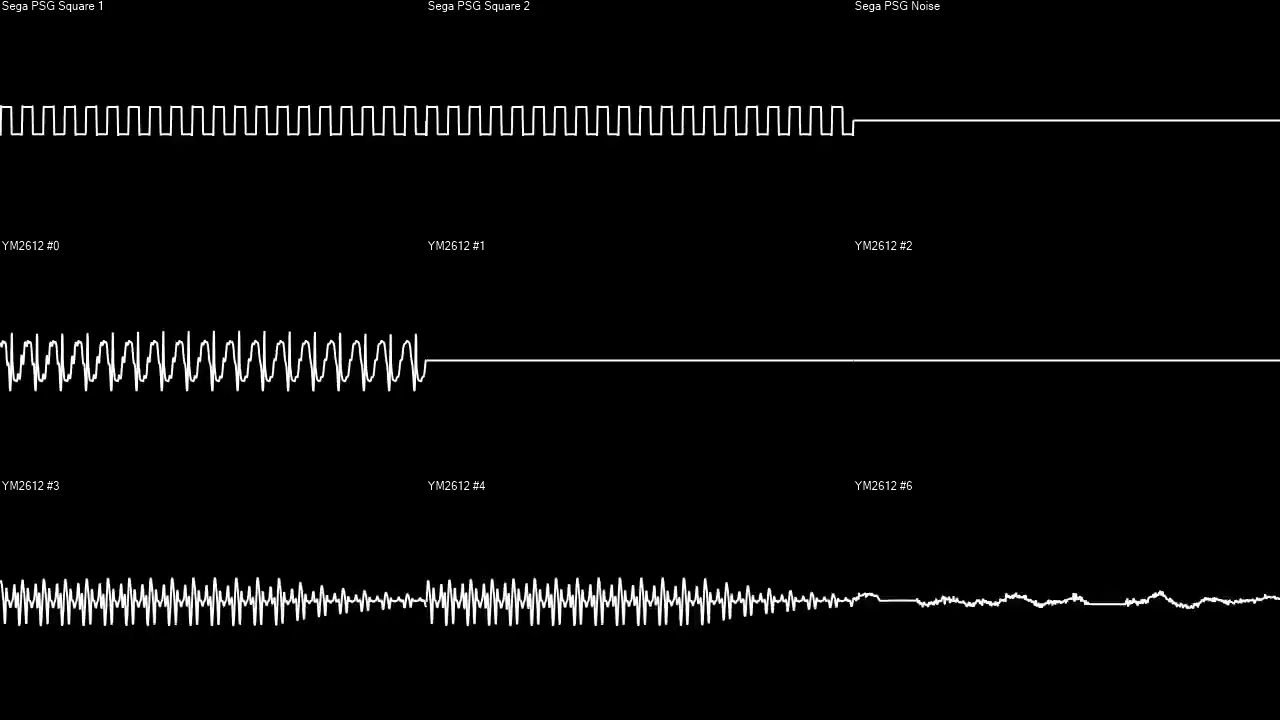 Sega PSG Square 1
Sega PSG Square 2
Sega PSG Noise
YM2612 #0
YM2612 #1
YM2612 #2
YM2612 #3
YM2612 #4
YM2612 #6